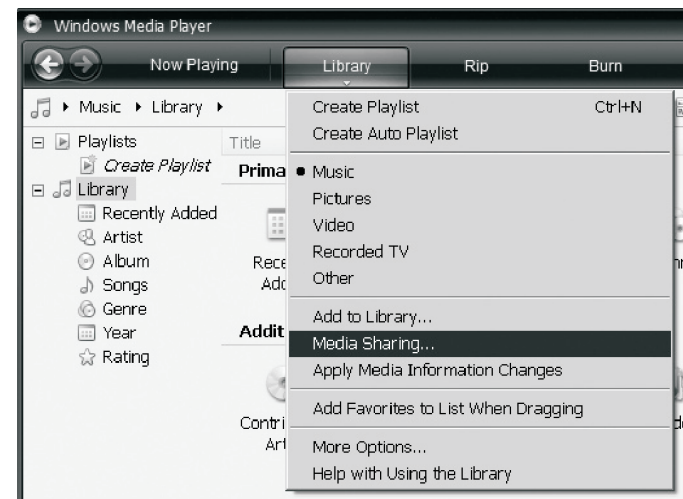 Windows Media Player
Now Playing
Library
Rip
Burn
Music
Library
Playlists
Create Playlist
Library
Recently Added
Artist
Album
Songs
Genre
Year
Rating
Title
Create Playlist Ctrl+N
Create Auto Playlist
Music
Pictures
Video
Recorded TV
Other
Add to Library...
Media Sharing...
Apply Media Information Changes
Add Favorites to List When Dragging
More Options...
Help with Using the Library